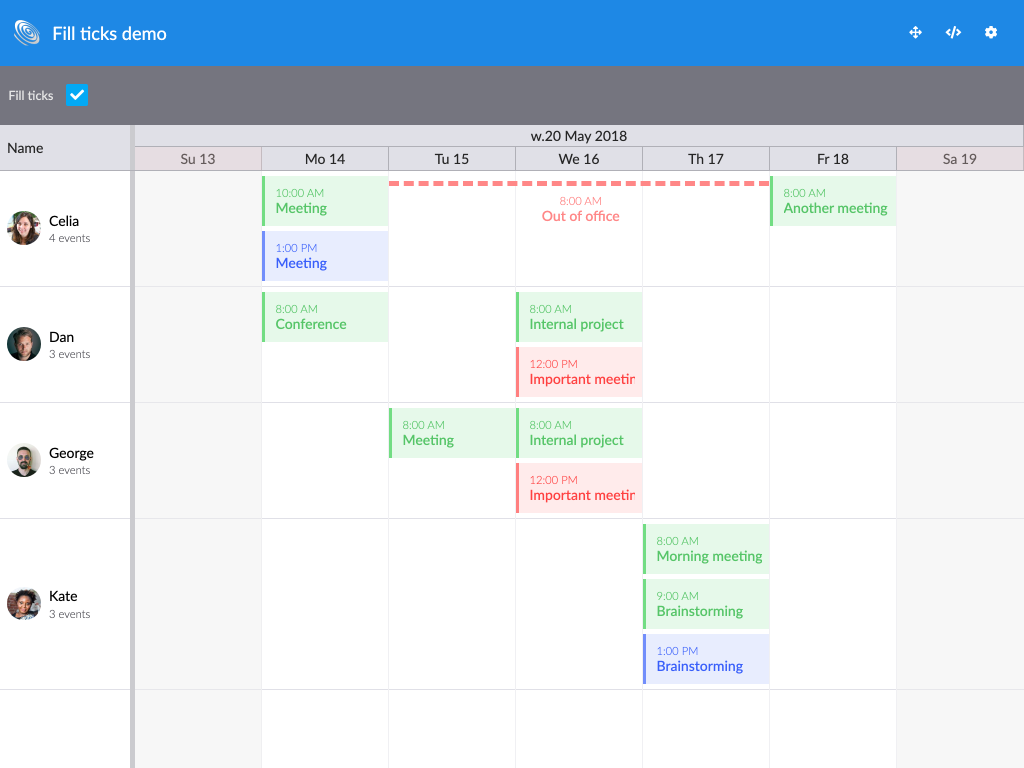 Fill ticks demo
Fill ticks
Name
w.20 May 2018
Su 13
Mo 14
Tu 15
We 16
Th 17
Fr 18
Sa 19
Celia
4 events
10:00 AM
Meeting
1:00 PM
Meeting
8:00 AM
Out of office
8:00 AM
Another meeting
Dan
3 events
8:00 AM
Conference
8:00 AM
Internal project
12:00 PM
Important meetin
George
3 events
8:00 AM
Meeting
8:00 AM
Internal project
12:00 PM
Important meetin
Kate
3 events
8:00 AM
Morning meeting
9:00 AM
Brainstorming
1:00 PM
Brainstorming